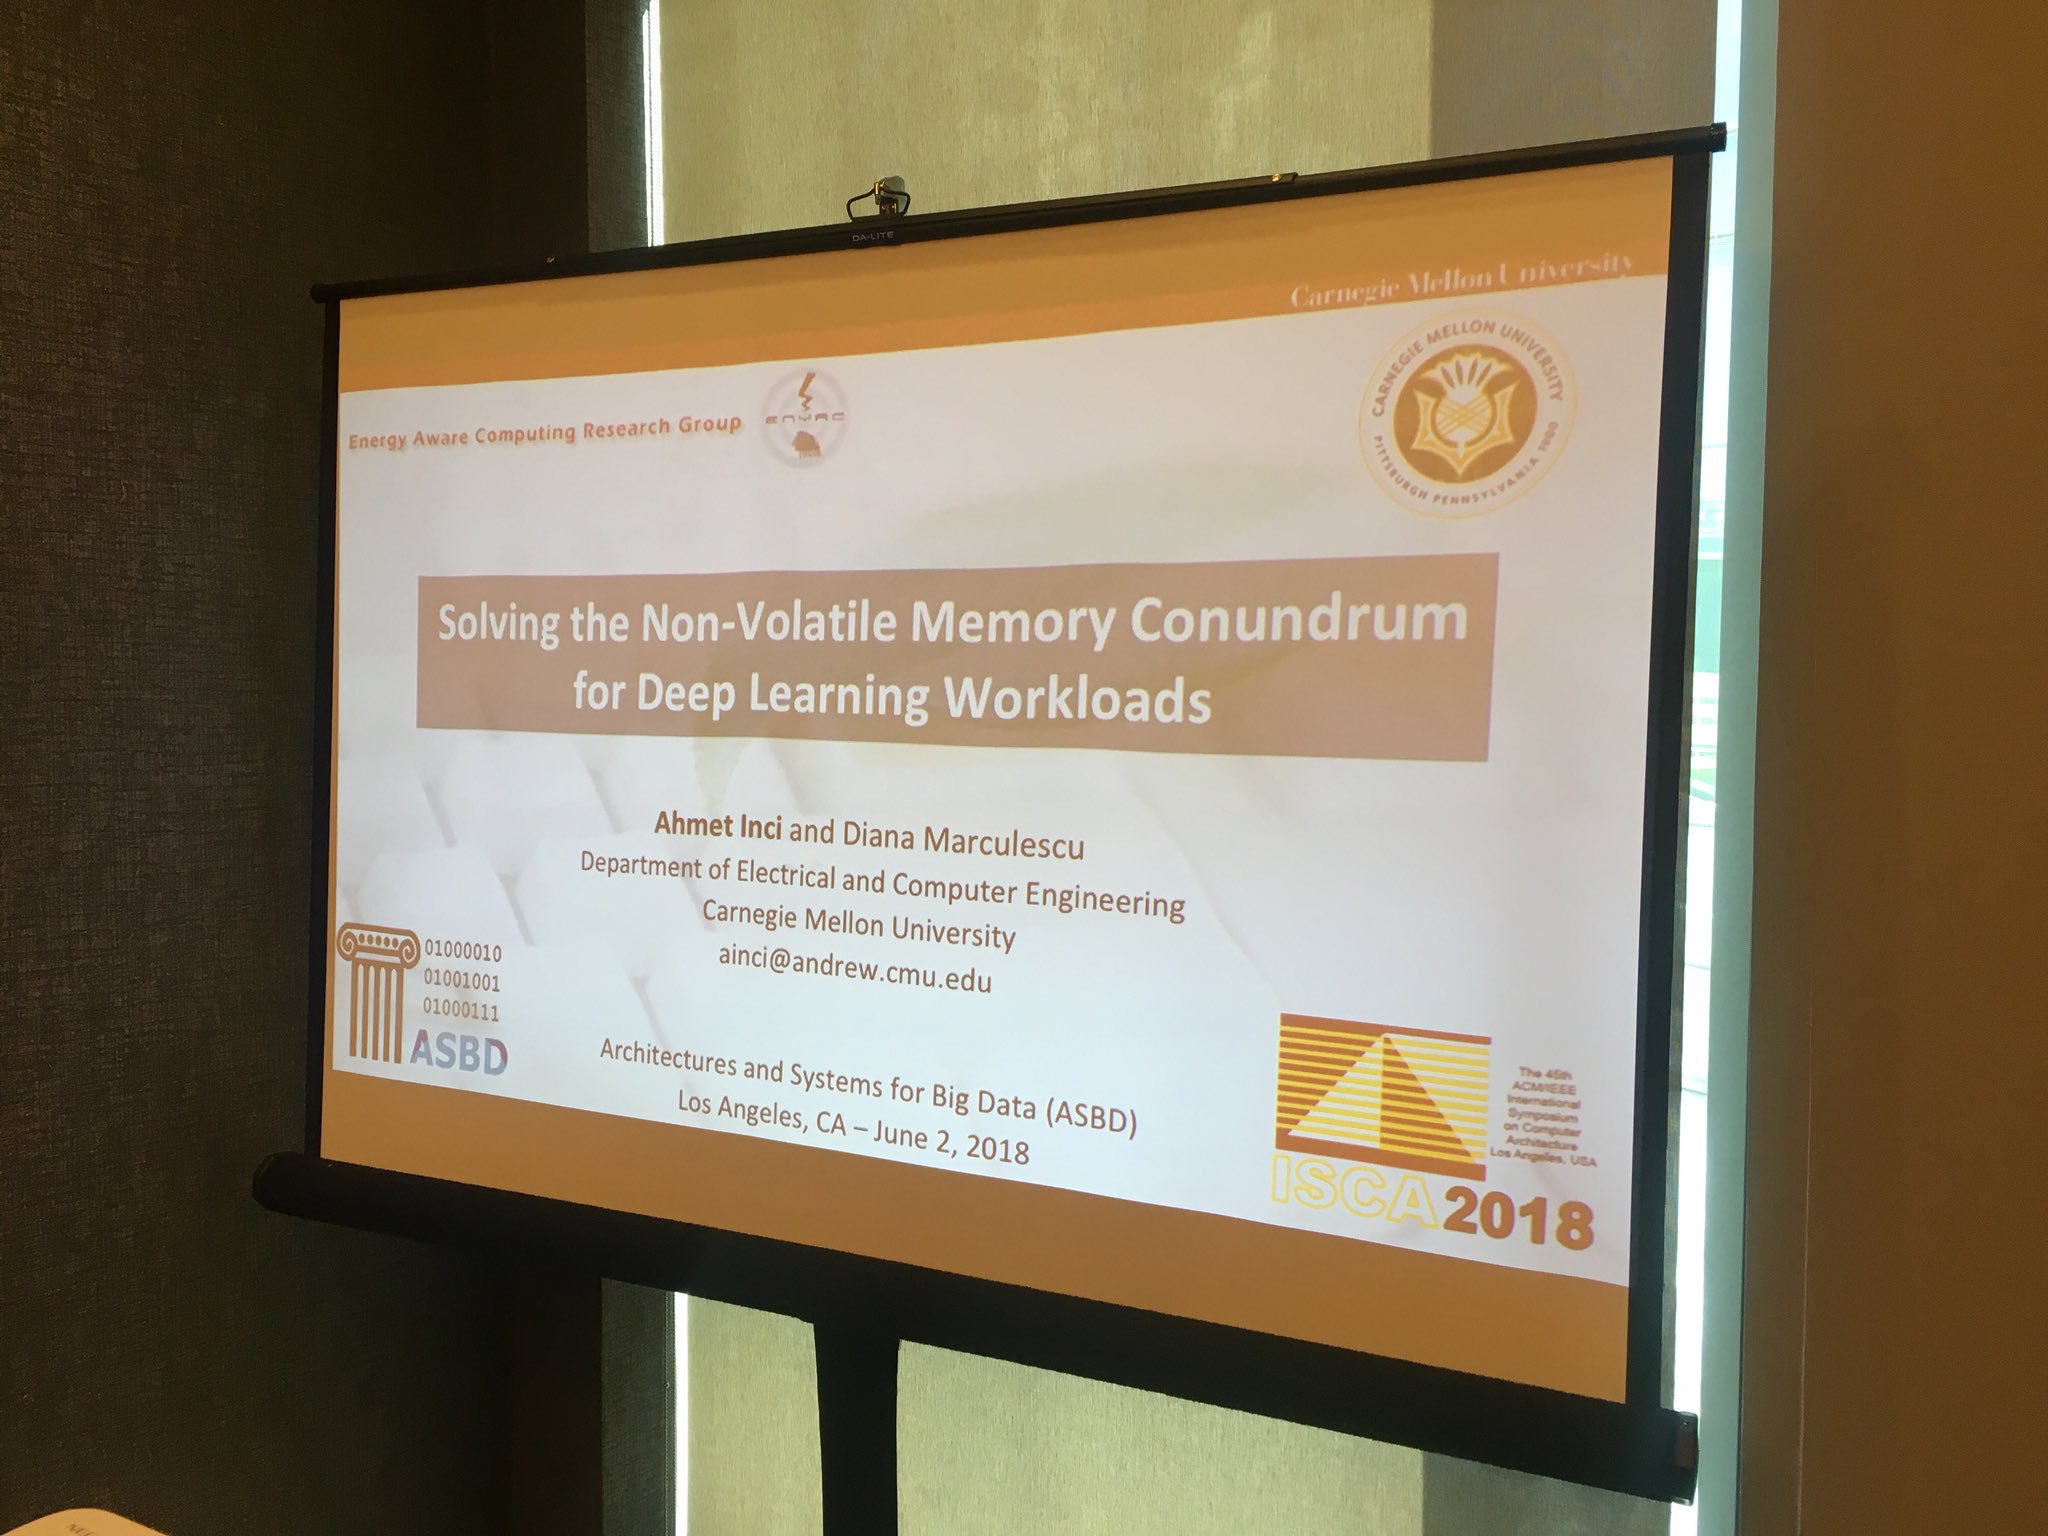 DA-LITE
Carnegie Mellon University
Energy Aware Computing Research Group
ENYAC
CARNEGIE MELLON UNIVERSITY
PITTSBURGH PENNSYLVANIA 1900
Solving the Non-Volatile Memory Conundrum
for Deep Learning Workloads
Ahmet Inci and Diana Marculescu
Department of Electrical and Computer Engineering
Carnegie Mellon University
ainci@andrew.cmu.edu
01000010
01001001
01000111
ASBD
Architectures and Systems for Big Data (ASBD)
Los Angeles, CA – June 2, 2018
The 45th
ACM/IEEE
International
Symposium
on Computer
Architecture
Los Angeles, USA
ISCA 2018